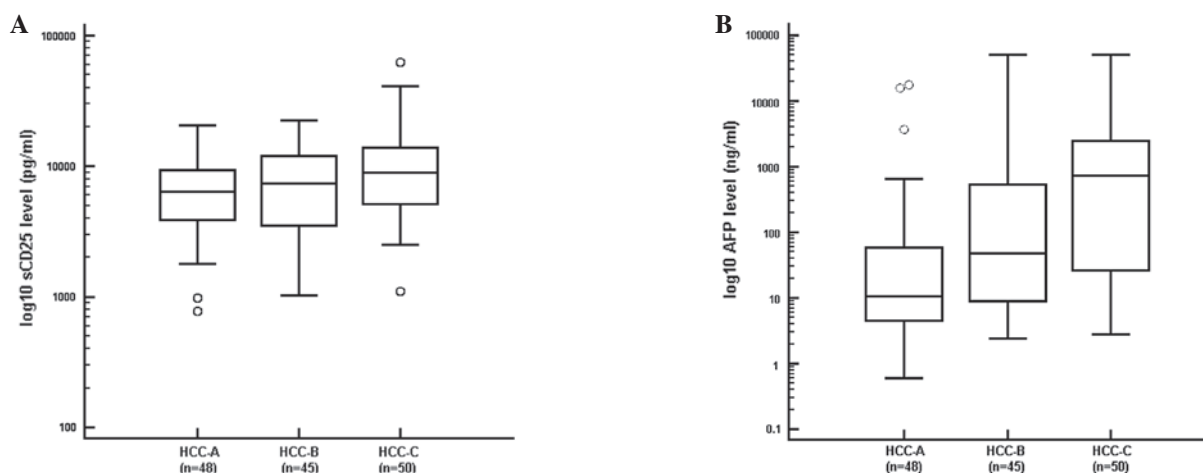 A
log10 sCD25 level (pg/ml)
100000
10000
1000
100
HCC-A
(n=48)
HCC-B
(n=45)
HCC-C
(n=50)
B
log10 AFP level (ng/ml)
100000
10000
1000
100
10
1
0.1
HCC-A
(n=48)
HCC-B
(n=45)
HCC-C
(n=50)